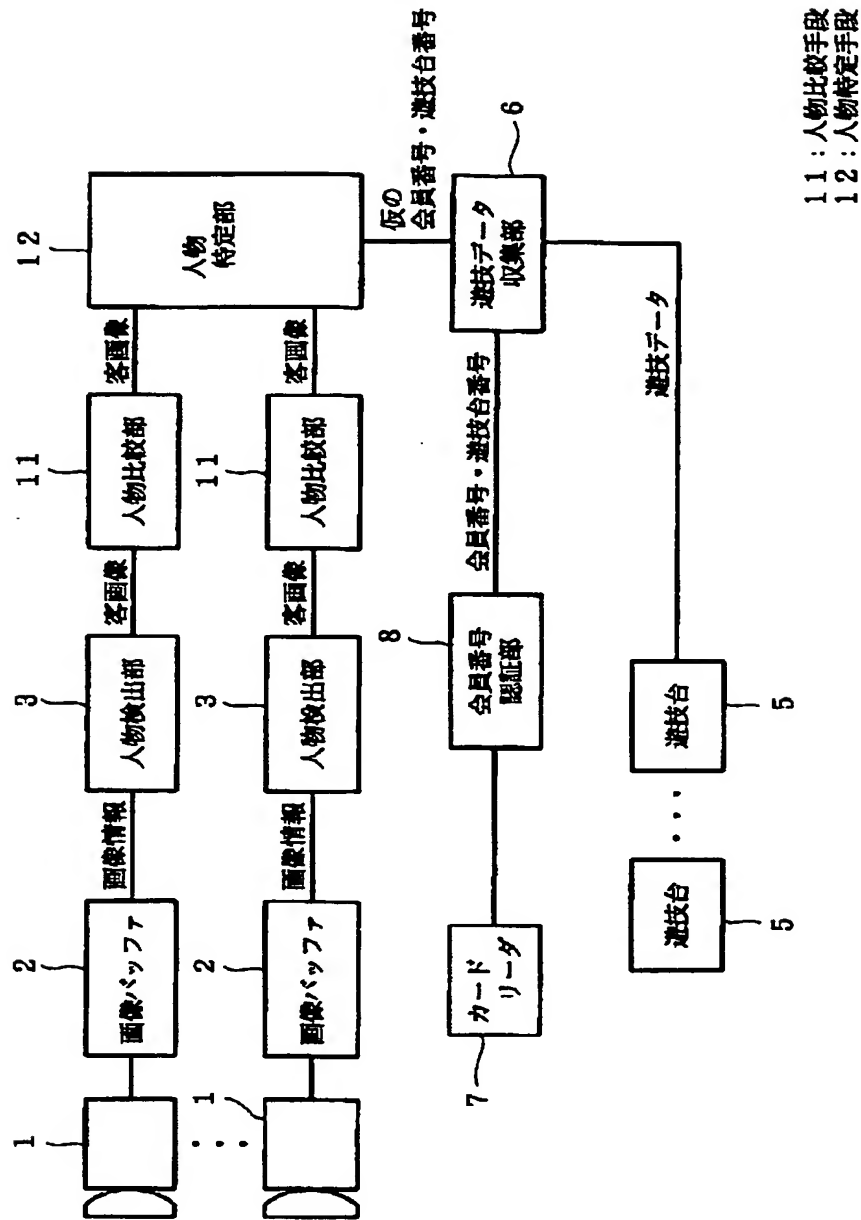 1
2
画像バッファ
画像情報
3
人物検出部
客画像
11
人物比較部
客画像
12
人物
特定部
1
2
画像バッファ
画像情報
3
人物検出部
客画像
11
人物比較部
客画像
仮の
会員番号・遊技台番号
7
カード
リーダ
8
会員番号
認証部
会員番号・遊技台番号
遊技データ
収集部
6
遊技台
5
遊技台
5
遊技データ
11:人物比較手段
12:人物特定手段